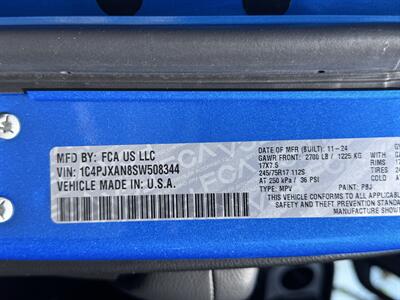 MFD BY: FCA US LLC
VIN: 1C4PJXAN8SW508344
VEHICLE MADE IN: U.S.A.
DATE OF MFR (BUILT): 11-24
GAWR FRONT: 2700 LB / 1225 KG WITH
17X7.5 RIMS
245/75R17 112S TIRES
AT 250 kPa / 36 PSI COLD
TYPE: MPV PAINT: PBJ
THIS VEHICLE CONFORMS TO ALL APPLICABL
SAFETY AND THEFT PREVENTION STANDA
MANUFACTURE SHOW